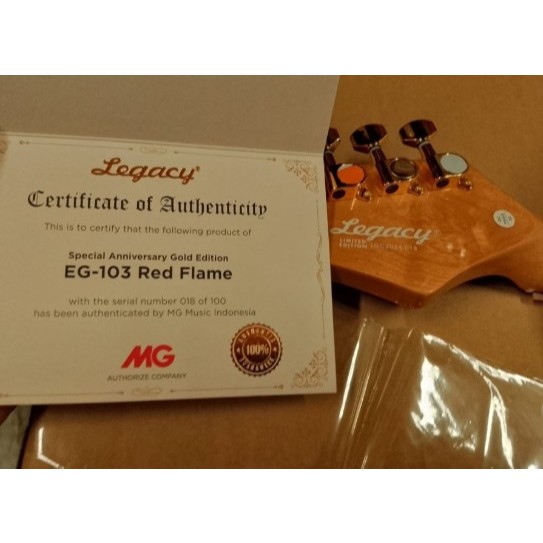 Legacy
Certificate of Authenticity
This is to certify that the following product of
Special Anniversary Gold Edition
EG-103 Red Flame
with the serial number 018 of 100
has been authenticated by MG Music Indonesia
MG
AUTHORIZE COMPANY
AUTHENTIC
100%
GUARANTEE
Legacy
LIMITED
EDITION